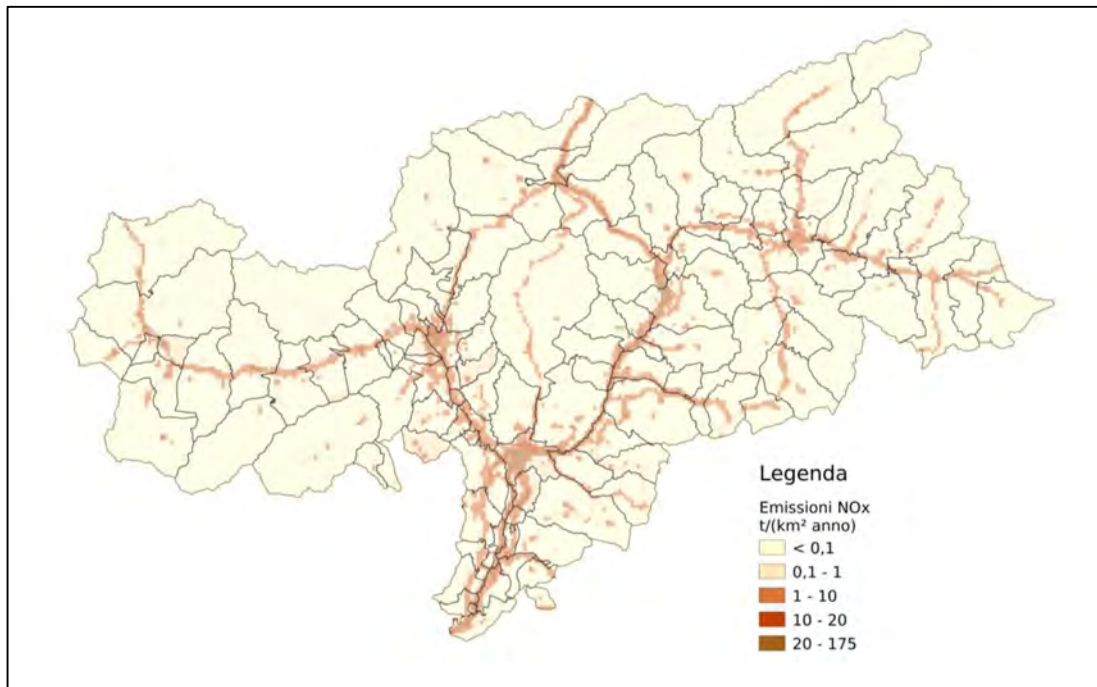 Legenda
Emissioni NOx
t/(km² anno)
< 0,1
0,1 - 1
1 - 10
10 - 20
20 - 175